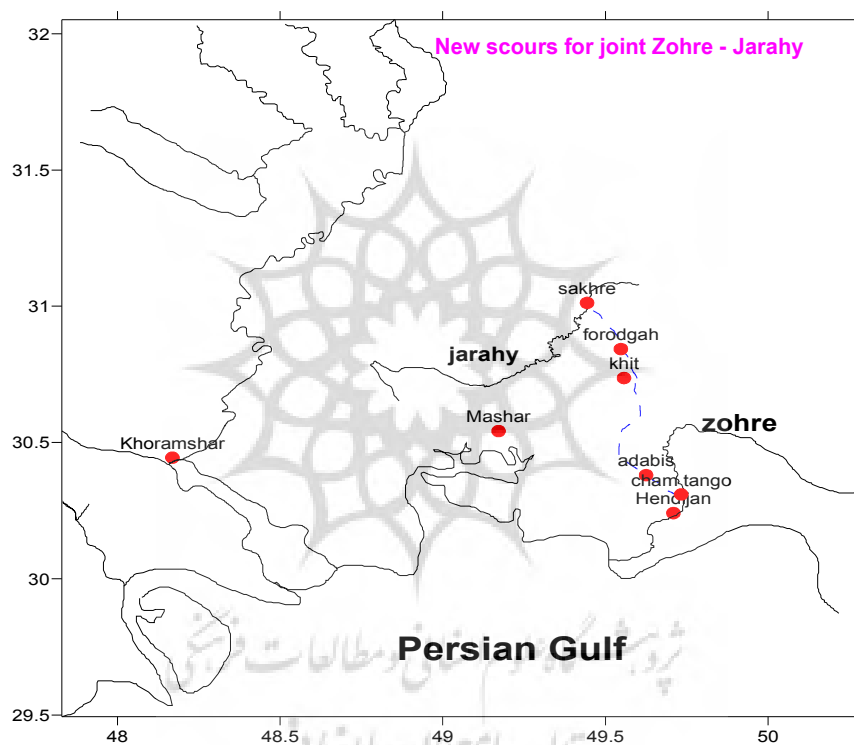 New scours for joint Zohre - Jarahy
32
31.5
31
30.5
30
29.5
sakhre
forodgah
jarahy
khit
Mashar
zohre
Khoramshar
adabis
cham tango
Hendijan
Persian Gulf
48
48.5
49
49.5
50